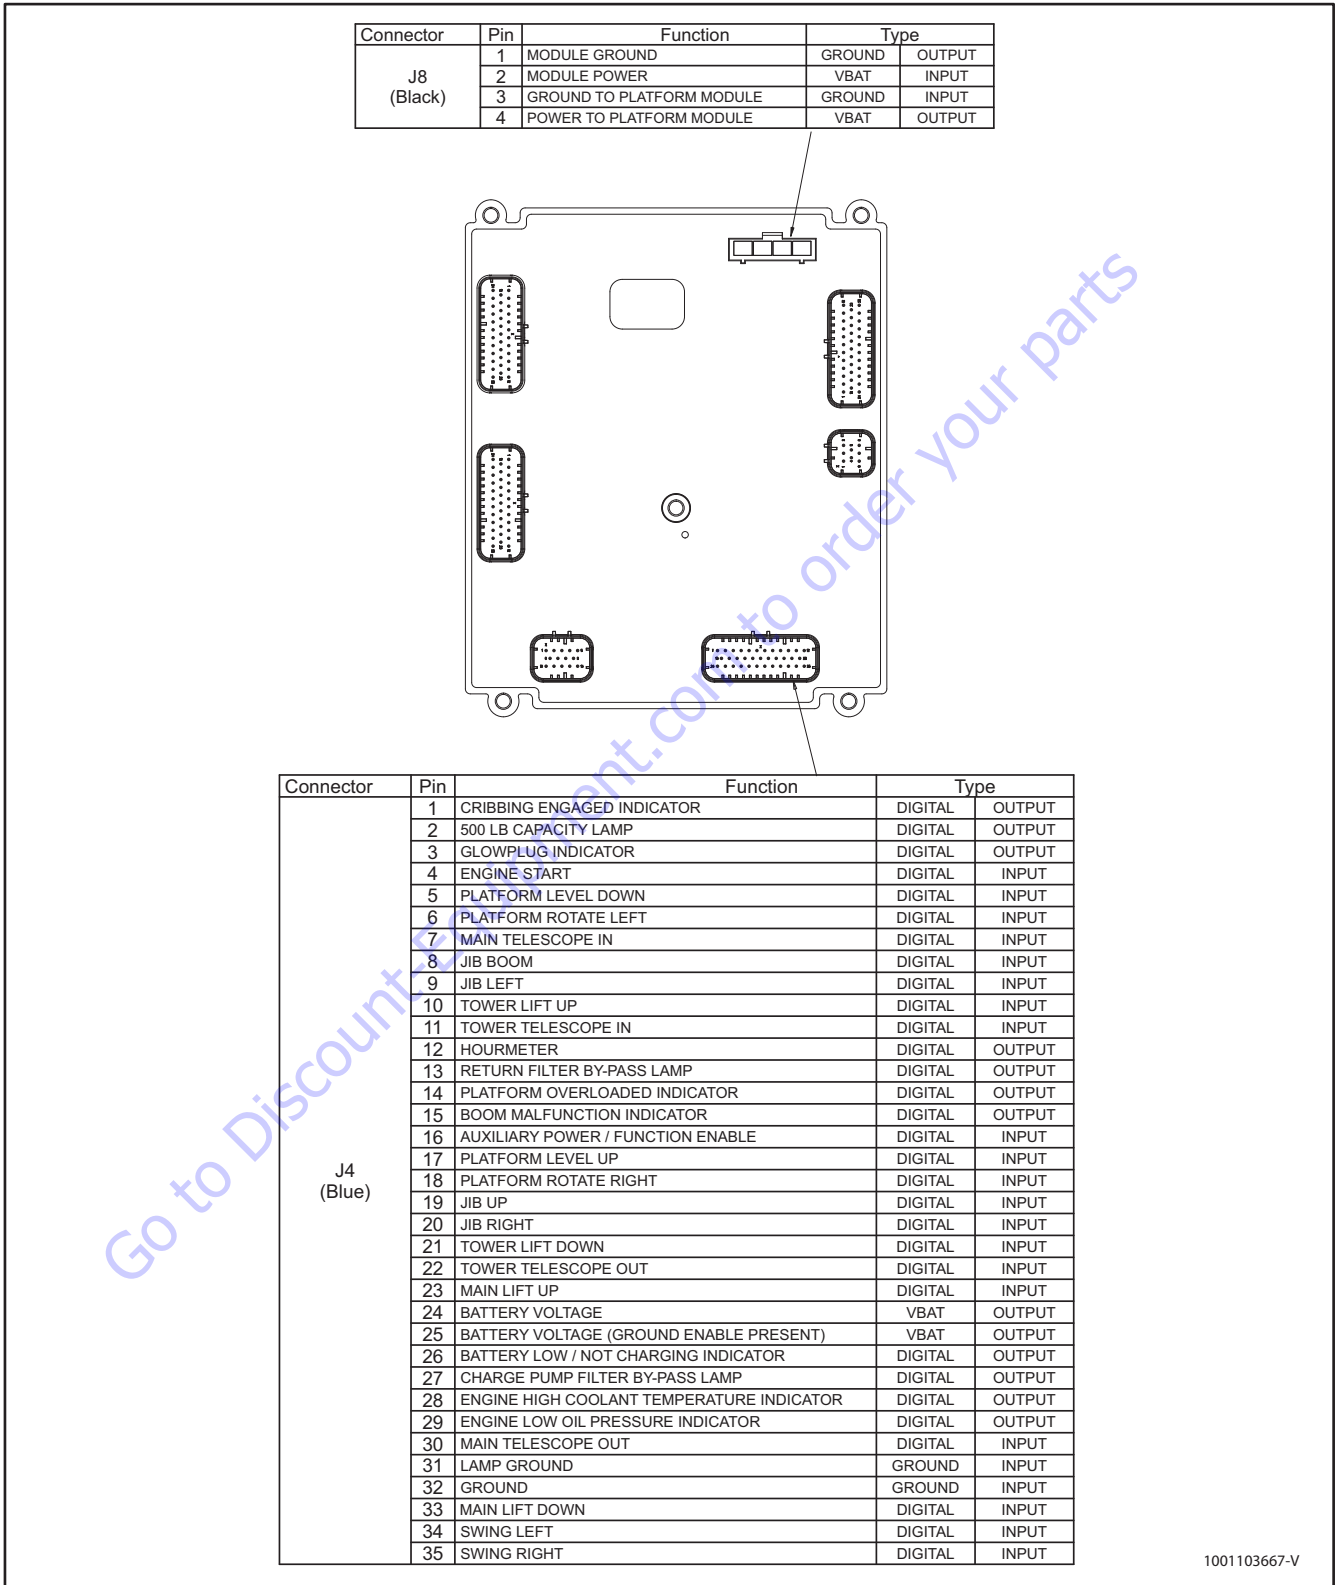 Connector Pin Function Type
J8
(Black)
1 MODULE GROUND GROUND OUTPUT
2 MODULE POWER VBAT INPUT
3 GROUND TO PLATFORM MODULE GROUND INPUT
4 POWER TO PLATFORM MODULE VBAT OUTPUT
Connector Pin Function Type
J4
(Blue)
1 CRIBBING ENGAGED INDICATOR DIGITAL OUTPUT
2 500 LB CAPACITY LAMP DIGITAL OUTPUT
3 GLOWPLUG INDICATOR DIGITAL OUTPUT
4 ENGINE START DIGITAL INPUT
5 PLATFORM LEVEL DOWN DIGITAL INPUT
6 PLATFORM ROTATE LEFT DIGITAL INPUT
7 MAIN TELESCOPE IN DIGITAL INPUT
8 JIB BOOM DIGITAL INPUT
9 JIB LEFT DIGITAL INPUT
10 TOWER LIFT UP DIGITAL INPUT
11 TOWER TELESCOPE IN DIGITAL INPUT
12 HOURMETER DIGITAL OUTPUT
13 RETURN FILTER BY-PASS LAMP DIGITAL OUTPUT
14 PLATFORM OVERLOADED INDICATOR DIGITAL OUTPUT
15 BOOM MALFUNCTION INDICATOR DIGITAL OUTPUT
16 AUXILIARY POWER / FUNCTION ENABLE DIGITAL INPUT
17 PLATFORM LEVEL UP DIGITAL INPUT
18 PLATFORM ROTATE RIGHT DIGITAL INPUT
19 JIB UP DIGITAL INPUT
20 JIB RIGHT DIGITAL INPUT
21 TOWER LIFT DOWN DIGITAL INPUT
22 TOWER TELESCOPE OUT DIGITAL INPUT
23 MAIN LIFT UP DIGITAL INPUT
24 BATTERY VOLTAGE VBAT OUTPUT
25 BATTERY VOLTAGE (GROUND ENABLE PRESENT) VBAT OUTPUT
26 BATTERY LOW / NOT CHARGING INDICATOR DIGITAL OUTPUT
27 CHARGE PUMP FILTER BY-PASS LAMP DIGITAL OUTPUT
28 ENGINE HIGH COOLANT TEMPERATURE INDICATOR DIGITAL OUTPUT
29 ENGINE LOW OIL PRESSURE INDICATOR DIGITAL OUTPUT
30 MAIN TELESCOPE OUT DIGITAL INPUT
31 LAMP GROUND GROUND INPUT
32 GROUND GROUND INPUT
33 MAIN LIFT DOWN DIGITAL INPUT
34 SWING LEFT DIGITAL INPUT
35 SWING RIGHT DIGITAL INPUT
1001103667-V
Go to Discount-Equipment.com to order your parts